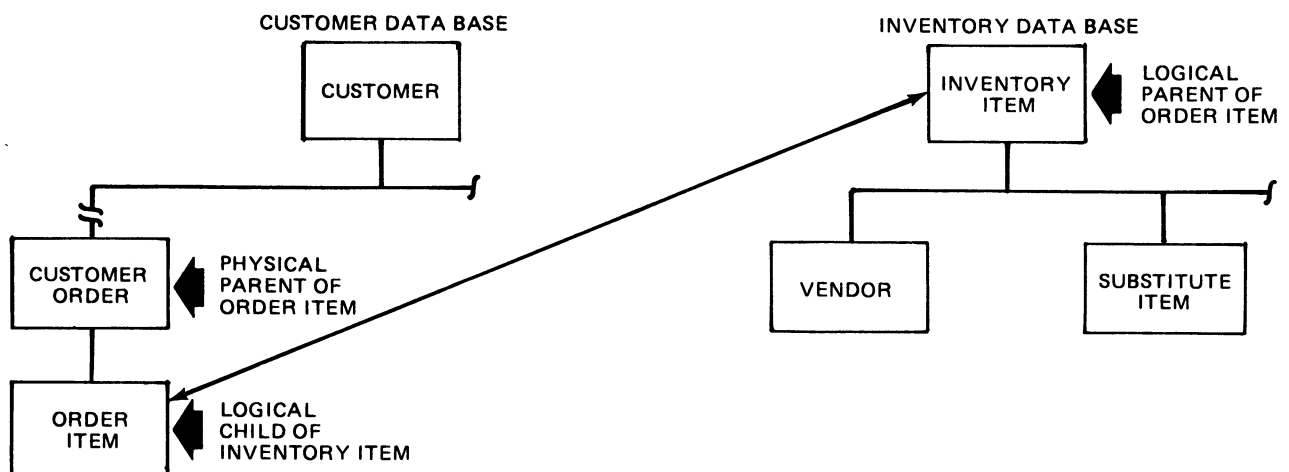 CUSTOMER DATA BASE
CUSTOMER
INVENTORY DATA BASE
INVENTORY
ITEM
LOGICAL
PARENT OF
ORDER ITEM
CUSTOMER
ORDER
PHYSICAL
PARENT OF
ORDER ITEM
VENDOR
SUBSTITUTE
ITEM
ORDER
ITEM
LOGICAL
CHILD OF
INVENTORY ITEM